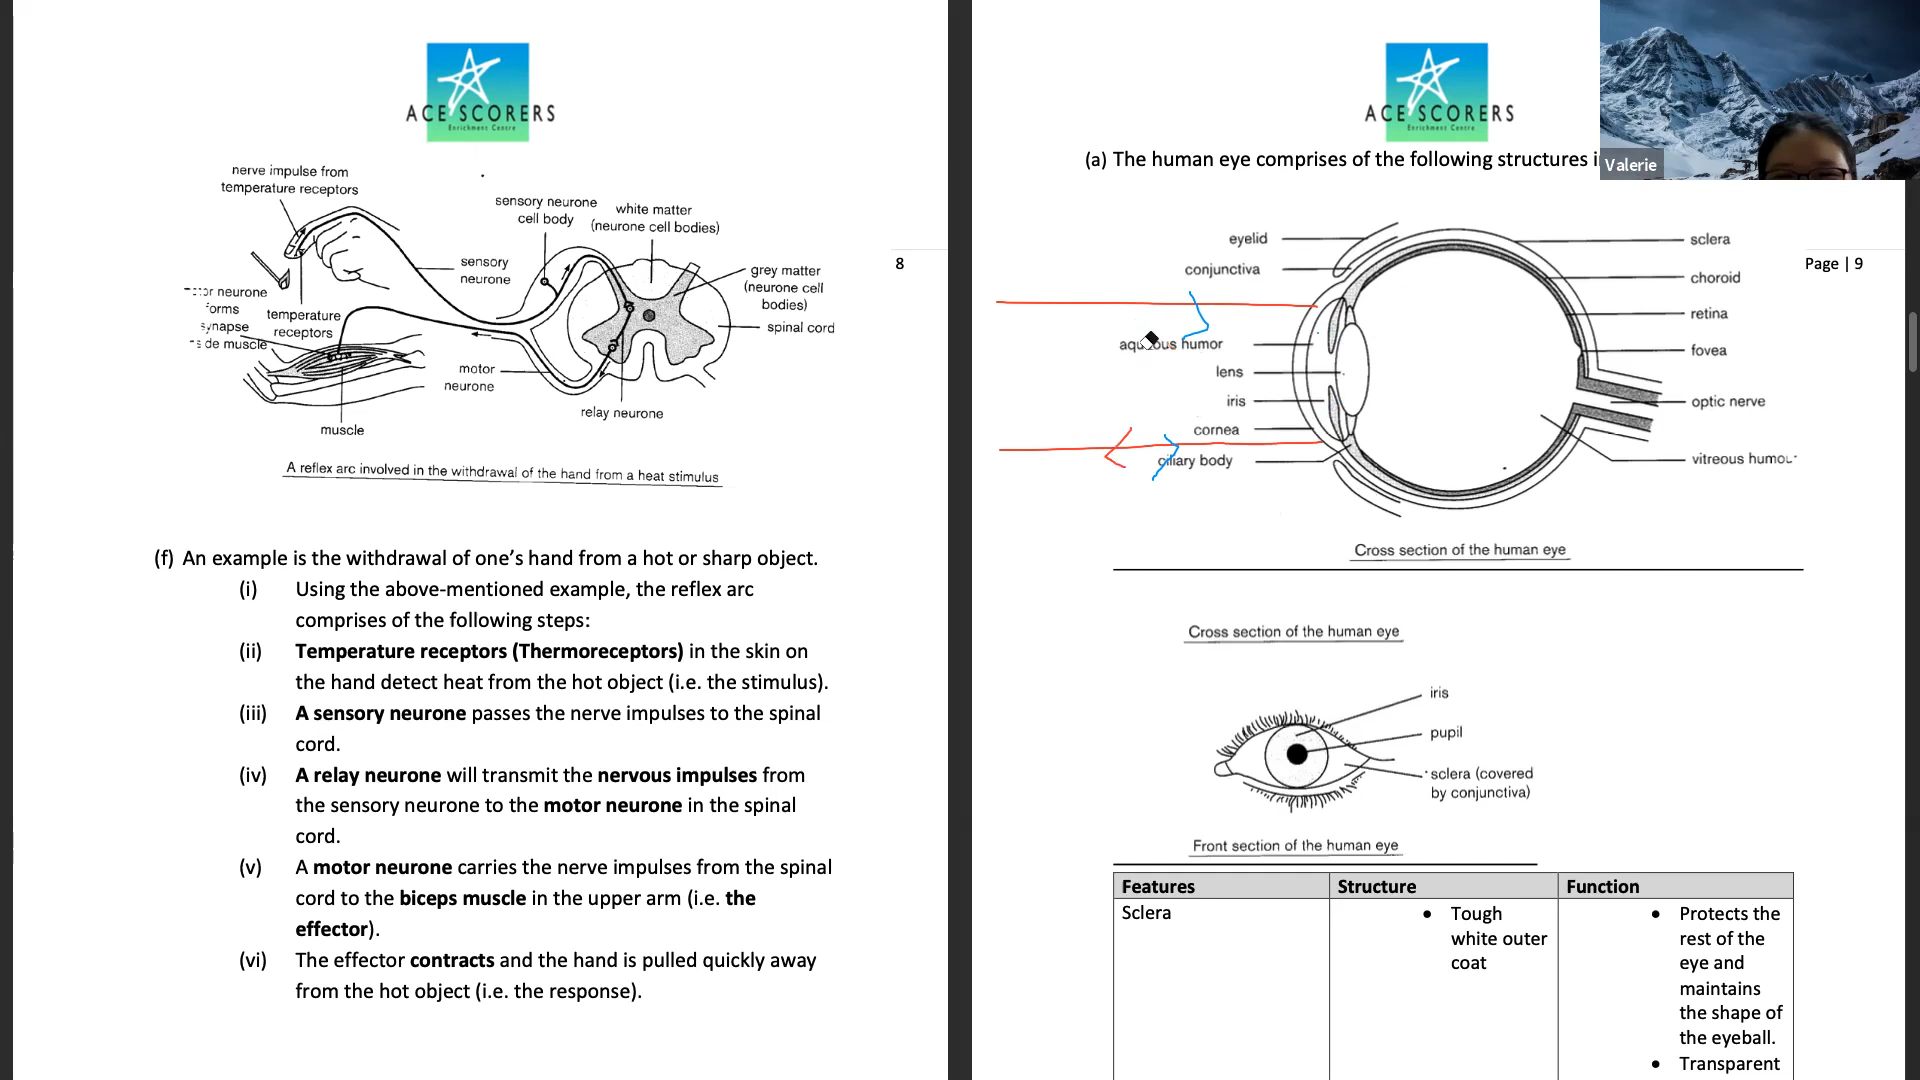 ACE SCORERS
Enrichment Centre
nerve impulse from
temperature receptors
sensory neurone
cell body
white matter
(neurone cell bodies)
sensory
neurone
grey matter
(neurone cell
bodies)
spinal cord
neurone
forms
synapse
de muscle
temperature
receptors
motor
neurone
relay neurone
muscle
A reflex arc involved in the withdrawal of the hand from a heat stimulus
8
(f) An example is the withdrawal of one’s hand from a hot or sharp object.
(i) Using the above-mentioned example, the reflex arc
comprises of the following steps:
(ii) Temperature receptors (Thermoreceptors) in the skin on
the hand detect heat from the hot object (i.e. the stimulus).
(iii) A sensory neurone passes the nerve impulses to the spinal
cord.
(iv) A relay neurone will transmit the nervous impulses from
the sensory neurone to the motor neurone in the spinal
cord.
(v) A motor neurone carries the nerve impulses from the spinal
cord to the biceps muscle in the upper arm (i.e. the
effector).
(vi) The effector contracts and the hand is pulled quickly away
from the hot object (i.e. the response).
ACE SCORERS
Enrichment Centre
Valerie
(a) The human eye comprises of the following structures
Page | 9
eyelid
conjunctiva
humor
lens
iris
cornea
ciliary body
sclera
choroid
retina
fovea
optic nerve
vitreous
Cross section of the human eye
Cross section of the human eye
iris
pupil
sclera (covered
by conjunctiva)
Front section of the human eye
Features Structure Function
Sclera
• Tough
white outer
coat
• Protects the
rest of the
eye and
maintains
the shape of
the eyeball.
• Transparent